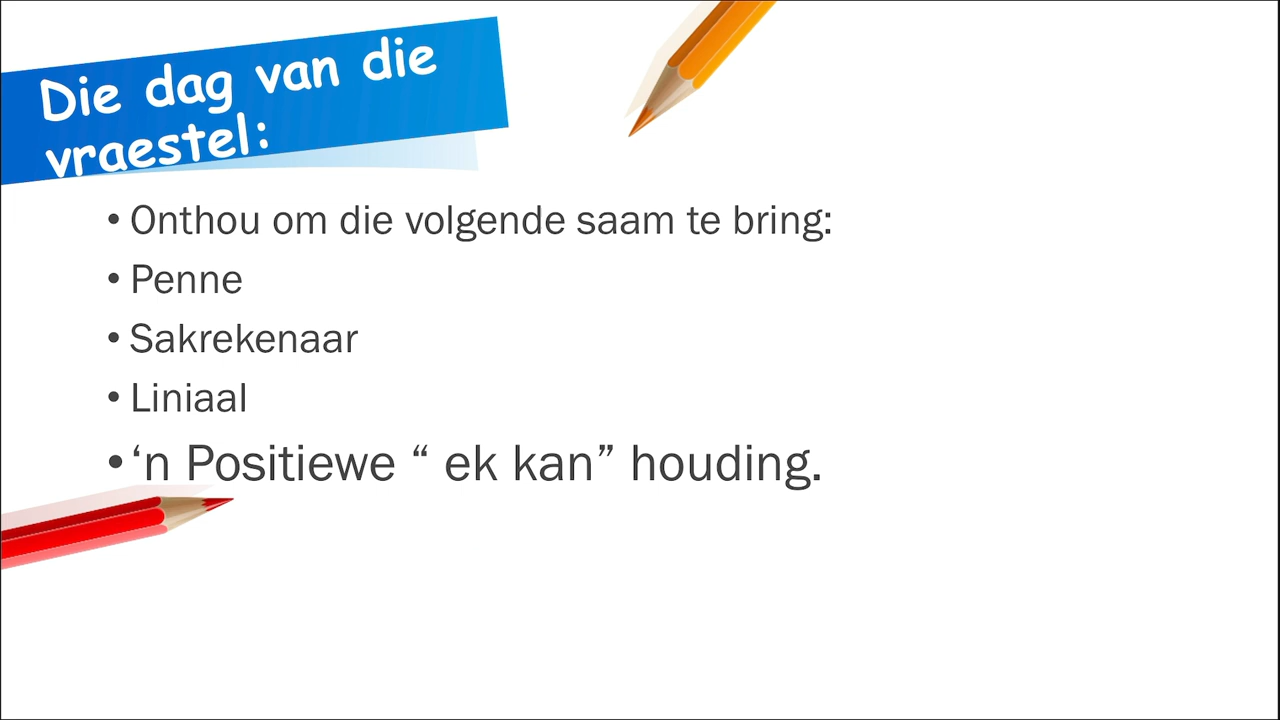 Die dag van die
vraestel:
• Onthou om die volgende saam te bring:
• Penne
• Sakrekenaar
• Liniaal
• ‘n Positiewe “ ek kan” houding.